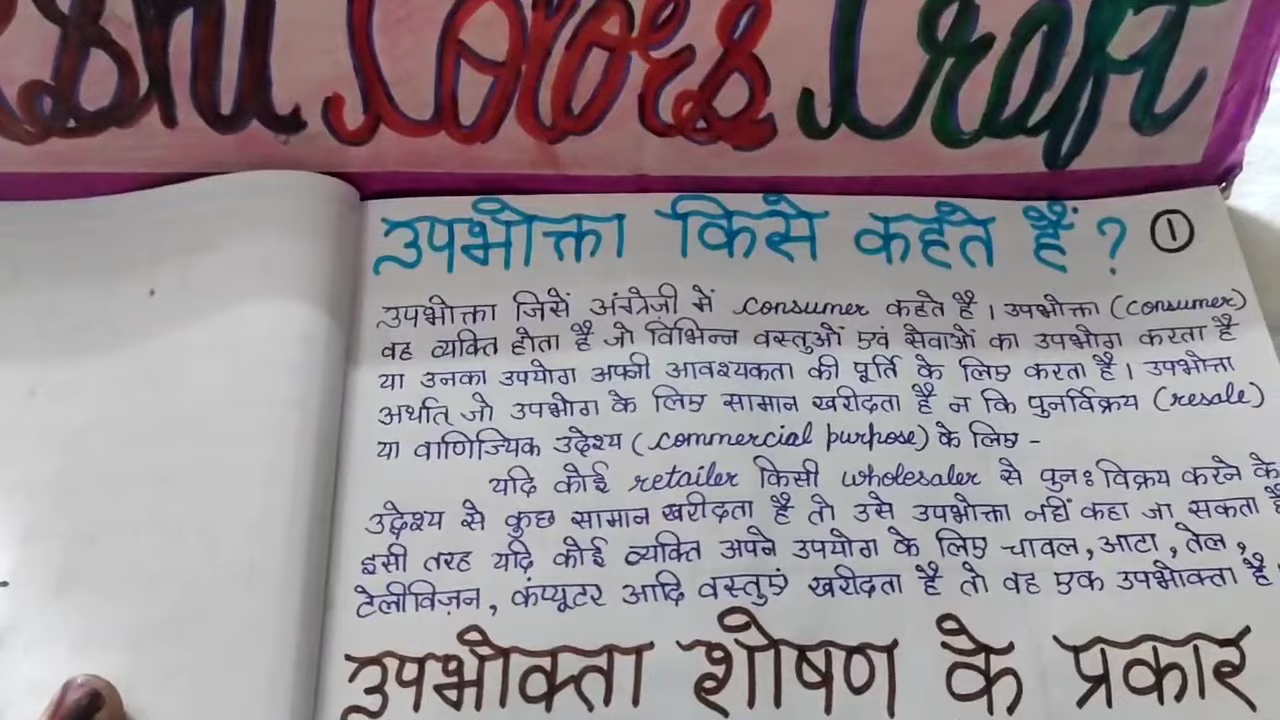 Colors Craft
उपभोक्ता किसे कहते हैं ? ①
उपभोक्ता जिसें अंग्रेज़ी में consumer कहते है । उपभोक्ता (consumer)
वह व्यक्ति होता है जो विभिन्न वस्तुओं एवं सेवाओं का उपभोग करता है
या उनका उपयोग अपनी आवश्यकता की पूर्ति के लिए करता है । उपभोक्ता
अर्थात् जो उपभोग के लिए सामान खरीदता है न कि पुनर्विक्रय (resale)
या वाणिज्यिक उद्देश्य (commercial purpose) के लिए -
यदि कोई retailer किसी wholesaler से पुनः विक्रय करने के
उद्देश्य से कुछ सामान खरीदता है तो उसे उपभोक्ता नहीं कहा जा सकता है
इसी तरह यदि कोई व्यक्ति अपने उपयोग के लिए चावल, आटा, तेल,
टेलीविज़न, कंप्यूटर आदि वस्तुएं खरीदता है तो वह एक उपभोक्ता है
उपभोक्ता शोषण के प्रकार